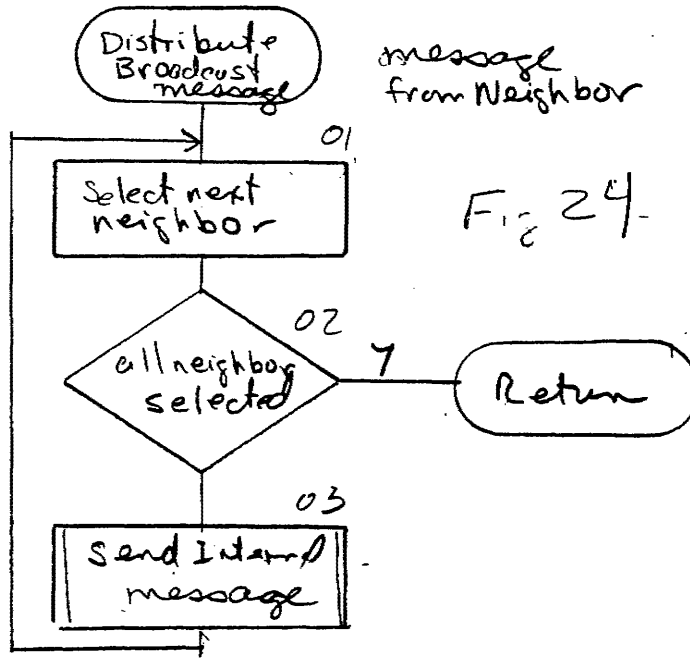 Distribute
Broadcast
message
message
from Neighbor
01
Select next
neighbor
Fig 24.
02
all neighbor
selected
Y
Return
03
Send Internal
message